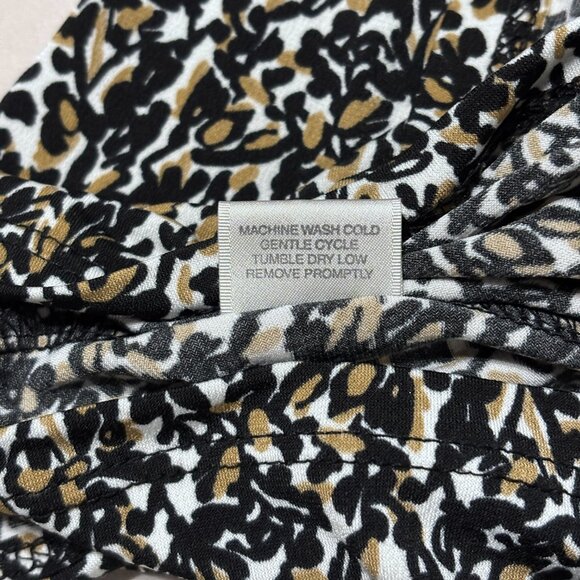 MACHINE WASH COLD
GENTLE CYCLE
TUMBLE DRY LOW
REMOVE PROMPTLY